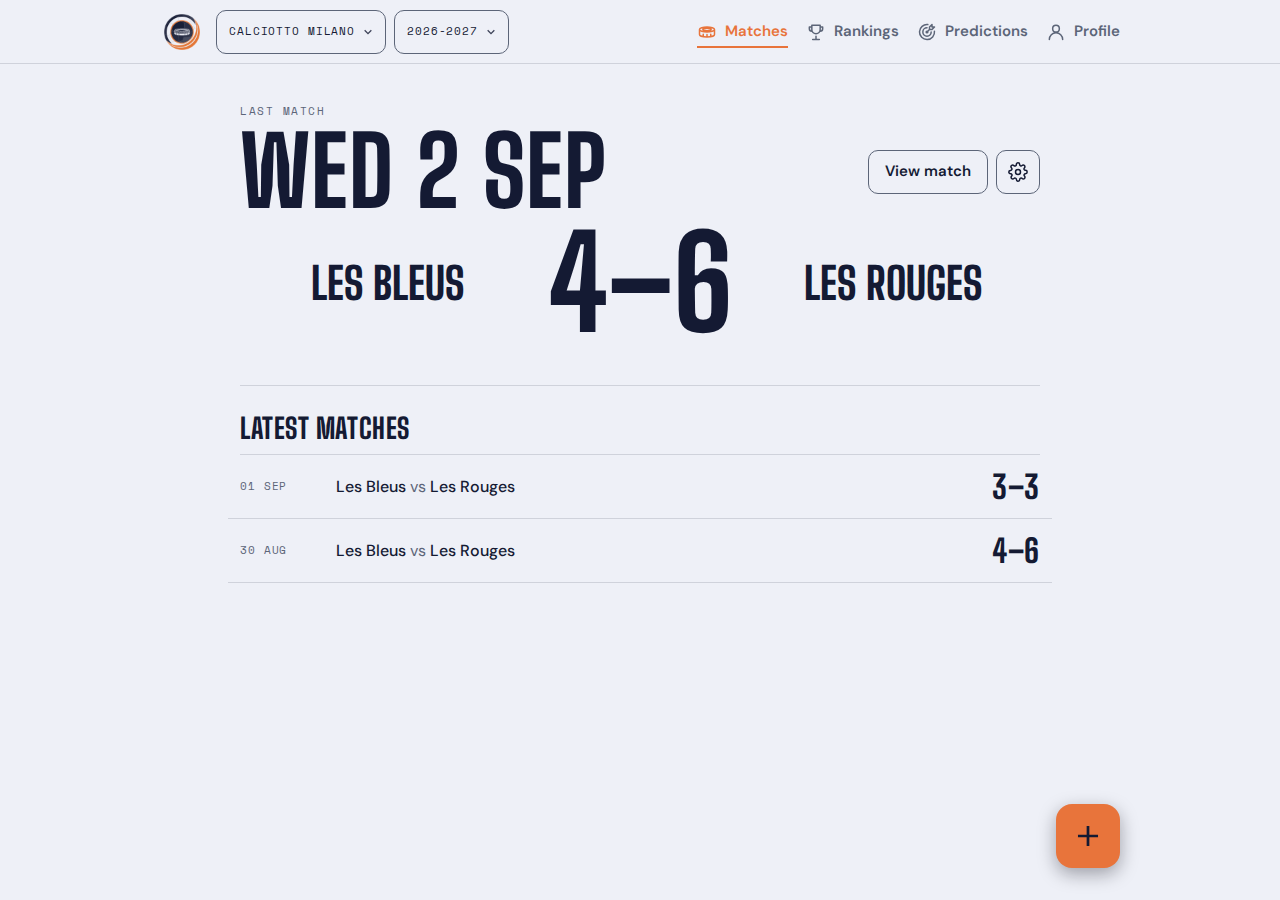 CALCIOTTO MILANO
2026-2027
Matches
Rankings
Predictions
Profile
LAST MATCH
WED 2 SEP
View match
LES BLEUS
4–6
LES ROUGES
LATEST MATCHES
01 SEP
Les Bleus vs Les Rouges
3–3
30 AUG
Les Bleus vs Les Rouges
4–6